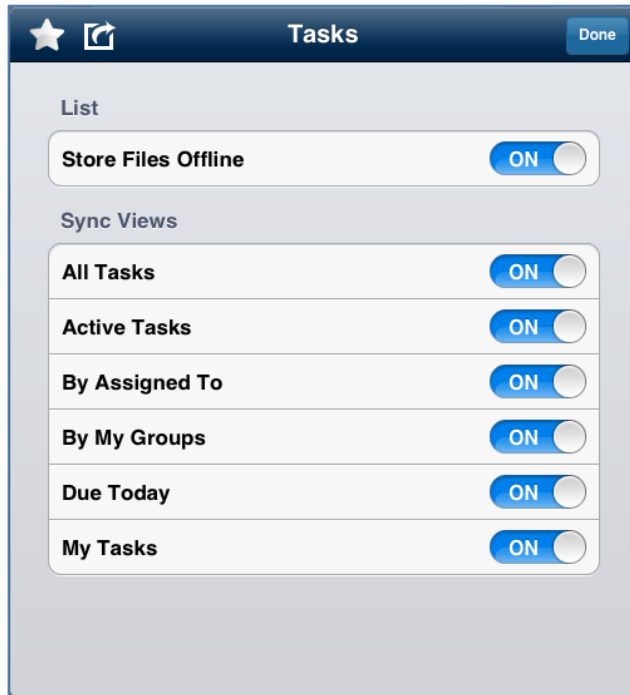 Tasks
Done
List
Store Files Offline
ON
Sync Views
All Tasks
ON
Active Tasks
ON
By Assigned To
ON
By My Groups
ON
Due Today
ON
My Tasks
ON